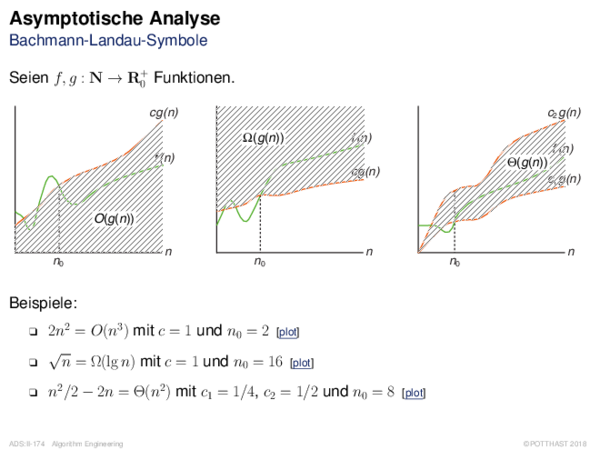 Asymptotische Analyse
Bachmann-Landau-Symbole
Seien f, g : N → R₀⁺ Funktionen.
cg(n)
f(n)
O(g(n))
n
n₀
Ω(g(n))
f(n)
cg(n)
n
n₀
c₂g(n)
f(n)
Θ(g(n))
c₁g(n)
n
n₀
Beispiele:
❑ 2n² = O(n³) mit c = 1 und n₀ = 2 [plot]
❑ √n = Ω(lg n) mit c = 1 und n₀ = 16 [plot]
❑ n²/2 − 2n = Θ(n²) mit c₁ = 1/4, c₂ = 1/2 und n₀ = 8 [plot]
ADS:II-174 Algorithm Engineering
© POTTHAST 2018